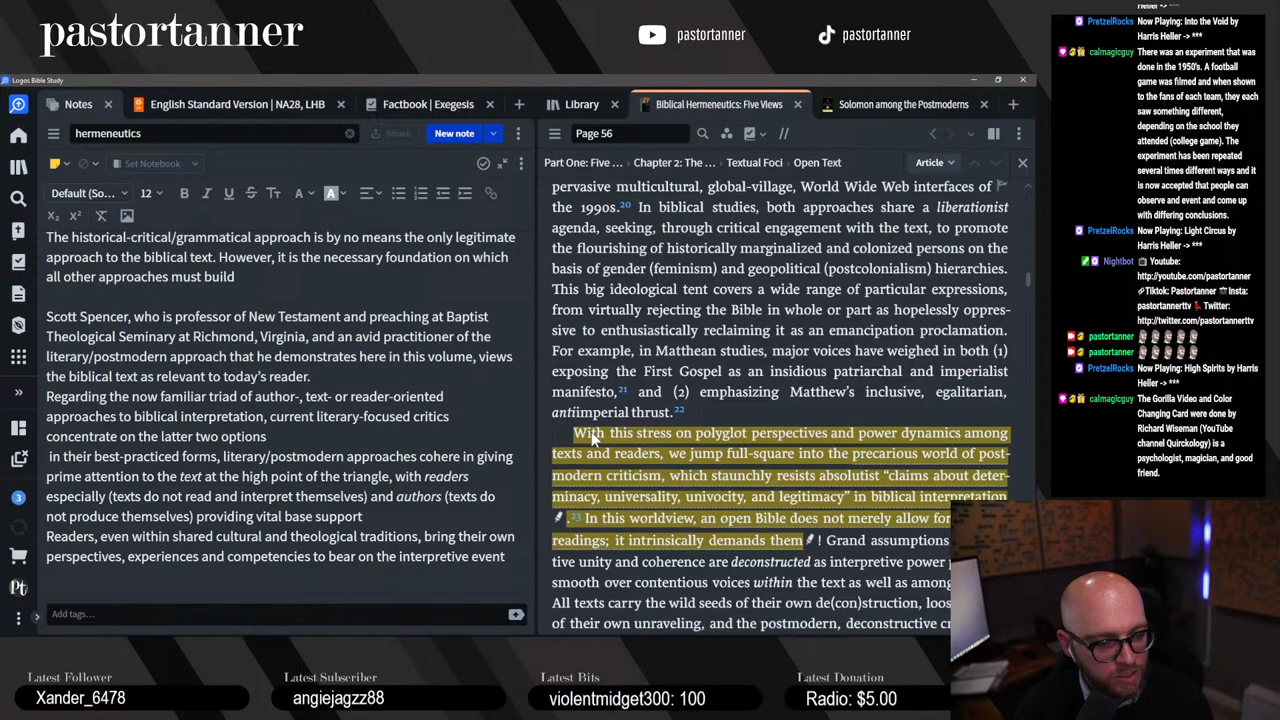 pastortanner
pastortanner
pastortanner
Logos Bible Study
Notes
English Standard Version | NA28, LHB
Factbook | Exegesis
Library
Biblical Hermeneutics: Five Views
Solomon among the Postmoderns
hermeneutics
Share
New note
Page 56
Set Notebook
Part One: Five ...
Chapter 2: The ...
Textual Foci
Open Text
Article
Default (So...
12
The historical-critical/grammatical approach is by no means the only legitimate
approach to the biblical text. However, it is the necessary foundation on which
all other approaches must build
Scott Spencer, who is professor of New Testament and preaching at Baptist
Theological Seminary at Richmond, Virginia, and an avid practitioner of the
literary/postmodern approach that he demonstrates here in this volume, views
the biblical text as relevant to today's reader.
Regarding the now familiar triad of author-, text- or reader-oriented
approaches to biblical interpretation, current literary-focused critics
concentrate on the latter two options
in their best-practiced forms, literary/postmodern approaches cohere in giving
prime attention to the text at the high point of the triangle, with readers
especially (texts do not read and interpret themselves) and authors (texts do
not produce themselves) providing vital base support
Readers, even within shared cultural and theological traditions, bring their own
perspectives, experiences and competencies to bear on the interpretive event
Add tags...
pervasive multicultural, global-village, World Wide Web interfaces of
the 1990s.20 In biblical studies, both approaches share a liberationist
agenda, seeking, through critical engagement with the text, to promote
the flourishing of historically marginalized and colonized persons on the
basis of gender (feminism) and geopolitical (postcolonialism) hierarchies.
This big ideological tent covers a wide range of particular expressions,
from virtually rejecting the Bible in whole or part as hopelessly oppres-
sive to enthusiastically reclaiming it as an emancipation proclamation.
For example, in Matthean studies, major voices have weighed in both (1)
exposing the First Gospel as an insidious patriarchal and imperialist
manifesto,21 and (2) emphasizing Matthew's inclusive, egalitarian,
antiimperial thrust.22
With this stress on polyglot perspectives and power dynamics among
texts and readers, we jump full-square into the precarious world of post-
modern criticism, which staunchly resists absolutist "claims about deter-
minacy, universality, univocity, and legitimacy" in biblical interpretation
.23 In this worldview, an open Bible does not merely allow for
readings; it intrinsically demands them! Grand assumptions
tive unity and coherence are deconstructed as interpretive power
smooth over contentious voices within the text as well as among
All texts carry the wild seeds of their own de(con)struction, loos
of their own unraveling, and the postmodern, deconstructive cr
3
Heller -> ***
PretzelRocks
Now Playing: Into the Void by
Harris Heller -> ***
calmagicguy
There was an experiment that was
done in the 1950's. A football
game was filmed and when shown
to the fans of each team, they each
saw something different,
depending on the school they
attended (college game). The
experiment has been repeated
several times different ways and it
is now accepted that people can
observe and event and come up
with differing conclusions.
PretzelRocks
Now Playing: Light Circus by
Harris Heller -> ***
Nightbot
Youtube:
http://youtube.com/pastortanner
Tiktok: Pastortanner Insta:
pastortannerttv Twitter:
http://twitter.com/pastortannerttv
pastortanner
pastortanner
PretzelRocks
Now Playing: High Spirits by Harris
Heller -> ***
calmagicguy
The Gorilla Video and Color
Changing Card were done by
Richard Wiseman (YouTube
channel Quirckology) is a
psychologist, magician, and good
friend.
Latest Follower
Xander_6478
Latest Subscriber
angiejagzz88
Latest Bits
violentmidget300: 100
Latest Donation
Radio: $5.00